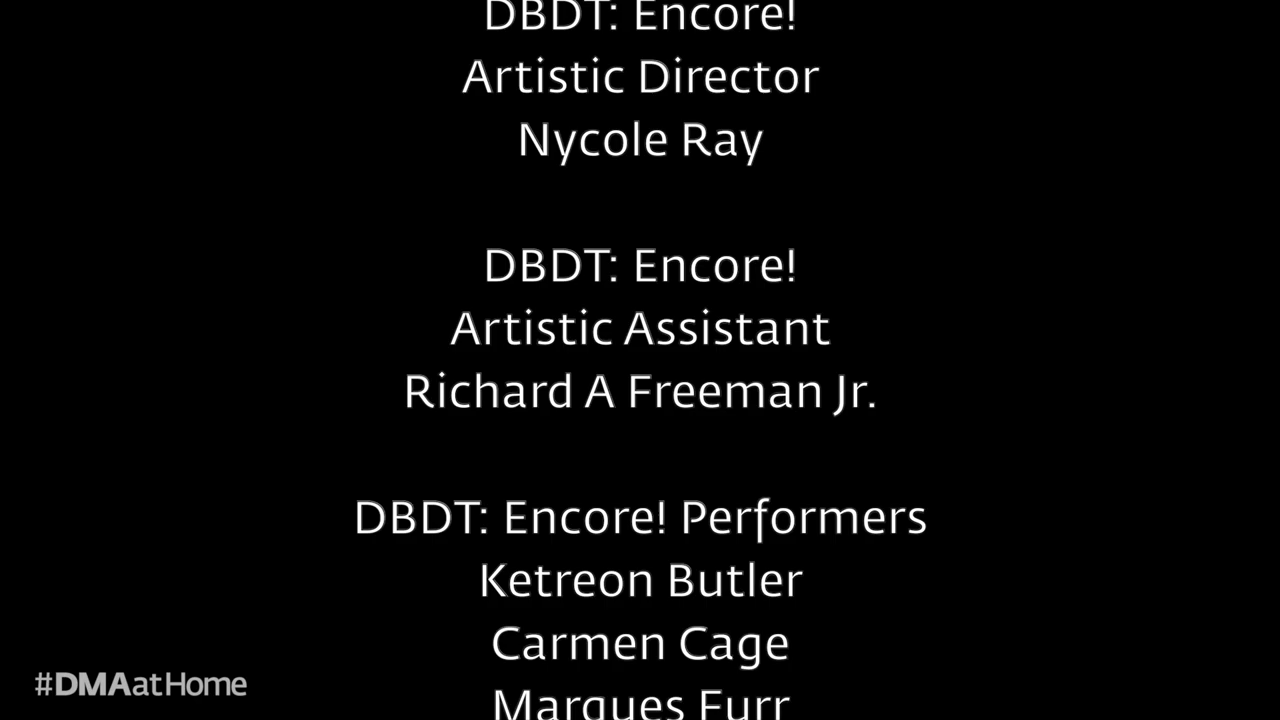 DBDT: Encore!
Artistic Director
Nycole Ray
DBDT: Encore!
Artistic Assistant
Richard A Freeman Jr.
DBDT: Encore! Performers
Ketreon Butler
Carmen Cage
Marques Furr
#DMAatHome